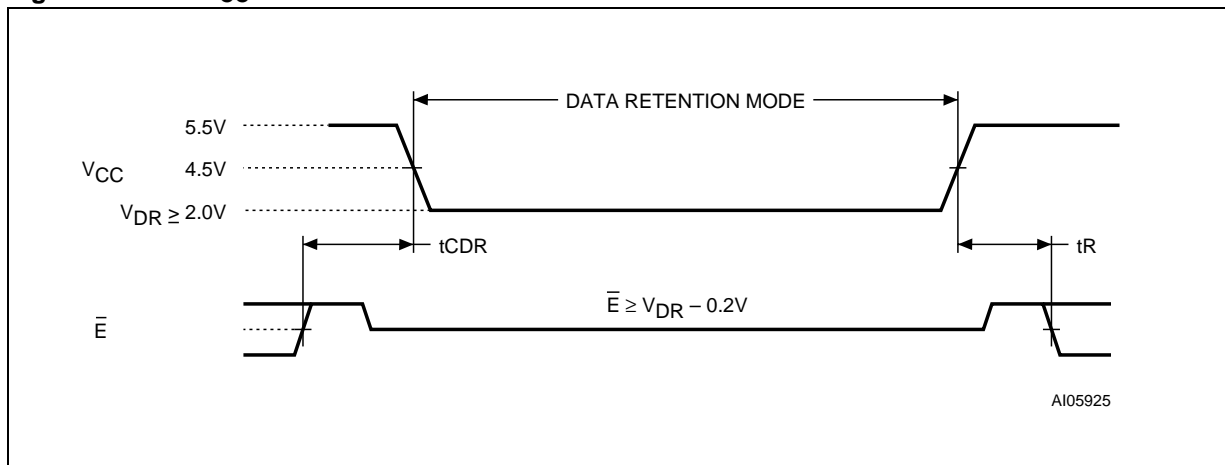 DATA RETENTION MODE
5.5V
VCC 4.5V
VDR ≥ 2.0V
tCDR
tR
E̅ ≥ VDR – 0.2V
E̅
AI05925